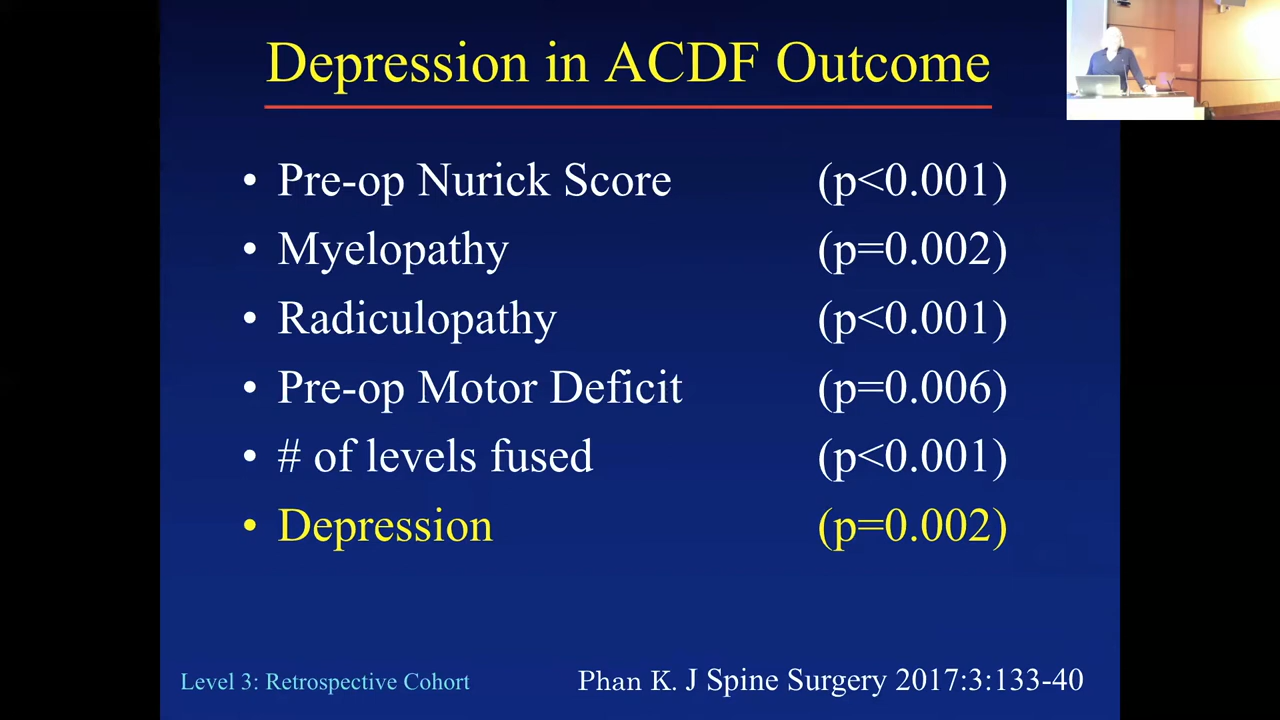 Depression in ACDF Outcome
• Pre-op Nurick Score (p<0.001)
• Myelopathy (p=0.002)
• Radiculopathy (p<0.001)
• Pre-op Motor Deficit (p=0.006)
• # of levels fused (p<0.001)
• Depression (p=0.002)
Level 3: Retrospective Cohort Phan K. J Spine Surgery 2017:3:133-40